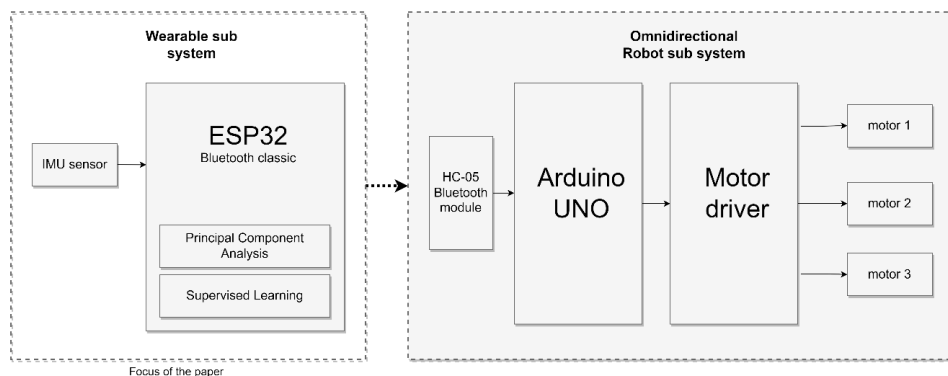 Wearable sub
system
IMU sensor
ESP32
Bluetooth classic
Principal Component
Analysis
Supervised Learning
Focus of the paper
Omnidirectional
Robot sub system
HC-05
Bluetooth
module
Arduino
UNO
Motor
driver
motor 1
motor 2
motor 3